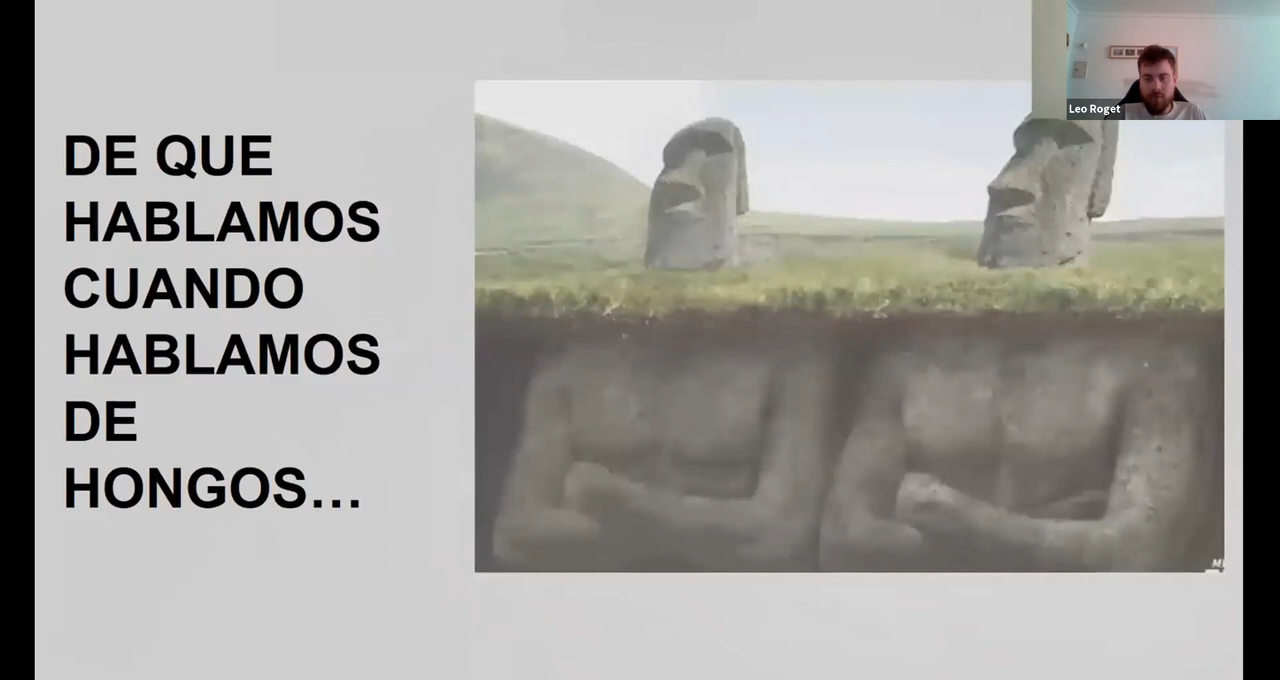 DE QUE
HABLAMOS
CUANDO
HABLAMOS
DE
HONGOS…
Leo Roget